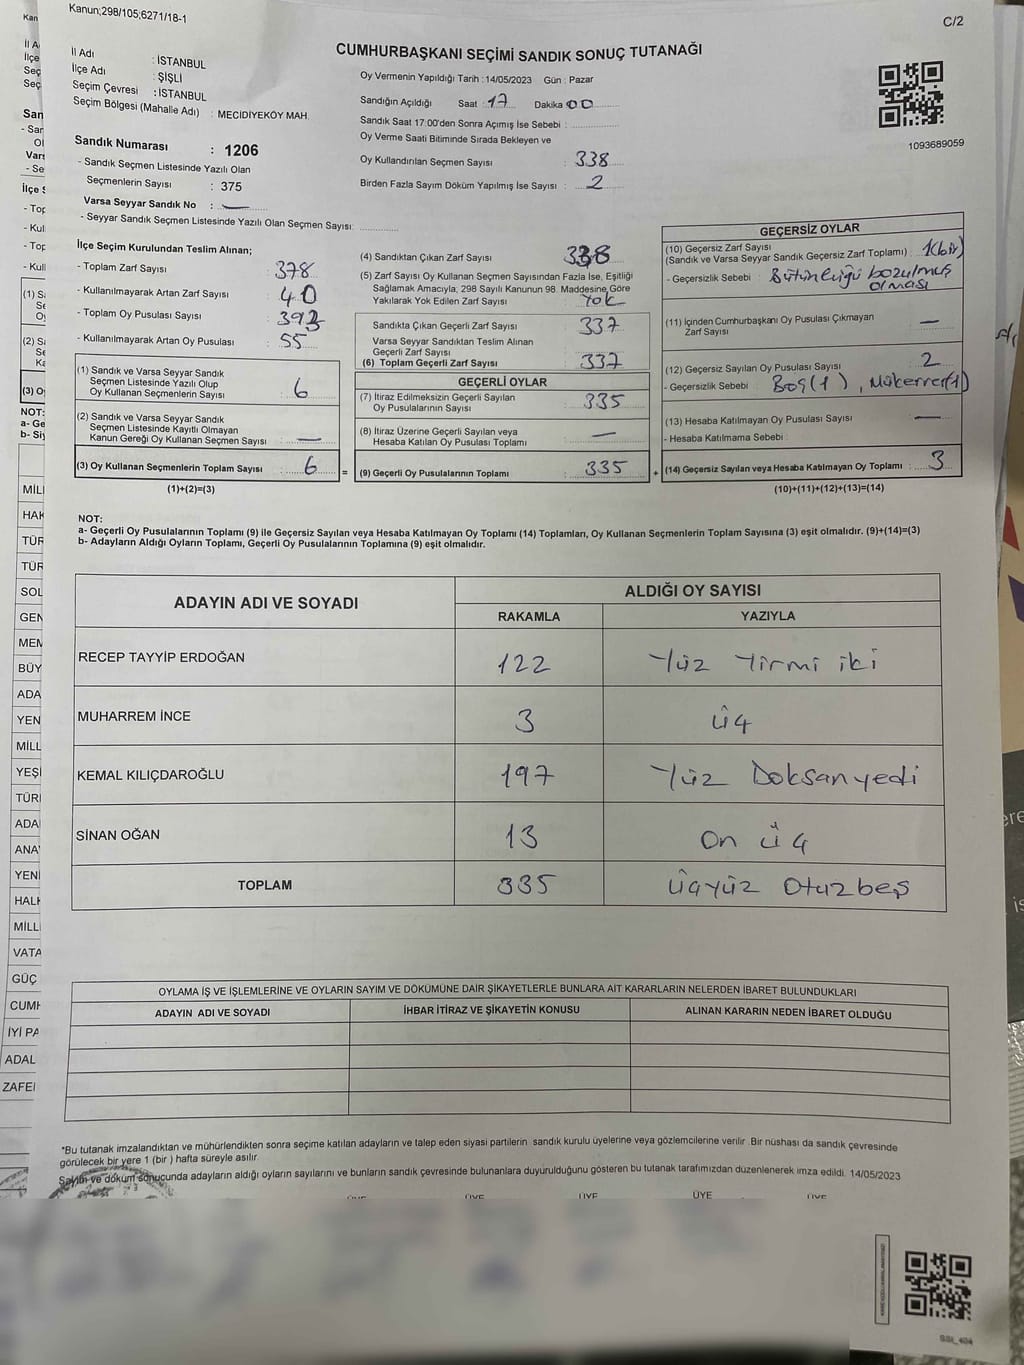 Kanun;298/105;6271/18-1
C/2
CUMHURBAŞKANI SEÇİMİ SANDIK SONUÇ TUTANAĞI
İl Adı : İSTANBUL
İlçe Adı : ŞİŞLİ
Seçim Çevresi : İSTANBUL
Seçim Bölgesi (Mahalle Adı) : MECİDİYEKÖY MAH.
Sandık Numarası : 1206
- Sandık Seçmen Listesinde Yazılı Olan
Seçmenlerin Sayısı : 375
Varsa Seyyar Sandık No : —
- Seyyar Sandık Seçmen Listesinde Yazılı Olan Seçmen Sayısı:
Oy Vermenin Yapıldığı Tarih :14/05/2023 Gün : Pazar
Sandığın Açıldığı Saat : 17 Dakika 00
Sandık Saat 17:00'den Sonra Açımış İse Sebebi :
Oy Verme Saati Bitiminde Sırada Bekleyen ve
Oy Kullandırılan Seçmen Sayısı : 338
Birden Fazla Sayım Döküm Yapılmış İse Sayısı : 2
1093689059
İlçe Seçim Kurulundan Teslim Alınan;
- Toplam Zarf Sayısı : 378
- Kullanılmayarak Artan Zarf Sayısı : 40
- Toplam Oy Pusulası Sayısı : 393
- Kullanılmayarak Artan Oy Pusulası : 55
(1) Sandık ve Varsa Seyyar Sandık
Seçmen Listesinde Yazılı Olup
Oy Kullanan Seçmenlerin Sayısı : 6
(2) Sandık ve Varsa Seyyar Sandık
Seçmen Listesinde Kayıtlı Olmayan
Kanun Gereği Oy Kullanan Seçmen Sayısı : —
(3) Oy Kullanan Seçmenlerin Toplam Sayısı : 6 =
(1)+(2)=(3)
(4) Sandıktan Çıkan Zarf Sayısı : 338
(5) Zarf Sayısı Oy Kullanan Seçmen Sayısından Fazla İse, Eşitliği
Sağlamak Amacıyla; 298 Sayılı Kanunun 98. Maddesine Göre
Yakılarak Yok Edilen Zarf Sayısı : Yok
Sandıkta Çıkan Geçerli Zarf Sayısı : 337
Varsa Seyyar Sandıktan Teslim Alınan
Geçerli Zarf Sayısı :
(6) Toplam Geçerli Zarf Sayısı : 337
GEÇERLİ OYLAR
(7) İtiraz Edilmeksizin Geçerli Sayılan
Oy Pusulalarının Sayısı : 335
(8) İtiraz Üzerine Geçerli Sayılan veya
Hesaba Katılan Oy Pusulası Toplamı : —
(9) Geçerli Oy Pusulalarının Toplamı : 335 +
GEÇERSİZ OYLAR
(10) Geçersiz Zarf Sayısı
(Sandık ve Varsa Seyyar Sandık Geçersiz Zarf Toplamı) : 1(bir)
- Geçersizlik Sebebi : Bütünlüğü bozulmuş
olması
(11) İçinden Cumhurbaşkanı Oy Pusulası Çıkmayan
Zarf Sayısı : —
(12) Geçersiz Sayılan Oy Pusulası Sayısı : 2
- Geçersizlik Sebebi : Boş(1), Mükerrer(1)
(13) Hesaba Katılmayan Oy Pusulası Sayısı : —
- Hesaba Katılmama Sebebi :
(14) Geçersiz Sayılan veya Hesaba Katılmayan Oy Toplamı : 3
(10)+(11)+(12)+(13)=(14)
NOT:
a- Geçerli Oy Pusulalarının Toplamı (9) ile Geçersiz Sayılan veya Hesaba Katılmayan Oy Toplamı (14) Toplamları, Oy Kullanan Seçmenlerin Toplam Sayısına (3) eşit olmalıdır. (9)+(14)=(3)
b- Adayların Aldığı Oyların Toplamı, Geçerli Oy Pusulalarının Toplamına (9) eşit olmalıdır.
ADAYIN ADI VE SOYADI
ALDIĞI OY SAYISI
RAKAMLA YAZIYLA
RECEP TAYYİP ERDOĞAN 122 Yüz Yirmi iki
MUHARREM İNCE 3 üç
KEMAL KILIÇDAROĞLU 197 Yüz Doksan yedi
SİNAN OĞAN 13 On üç
TOPLAM 335 Üçyüz Otuzbeş
OYLAMA İŞ VE İŞLEMLERİNE VE OYLARIN SAYIM VE DÖKÜMÜNE DAİR ŞİKAYETLERLE BUNLARA AİT KARARLARIN NELERDEN İBARET BULUNDUKLARI
ADAYIN ADI VE SOYADI İHBAR İTİRAZ VE ŞİKAYETİN KONUSU ALINAN KARARIN NEDEN İBARET OLDUĞU
*Bu tutanak imzalandıktan ve mühürlendikten sonra seçime katılan adayların ve talep eden siyasi partilerin sandık kurulu üyelerine veya gözlemcilerine verilir. Bir nüshası da sandık çevresinde
görülecek bir yere 1 (bir) hafta süreyle asılır.
Sayım ve döküm sonucunda adayların aldığı oyların sayılarını ve bunların sandık çevresinde bulunanlara duyurulduğunu gösteren bu tutanak tarafımızdan düzenlenerek imza edildi. 14/05/2023
ÜYE ÜYE ÜYE ÜYE ÜYE